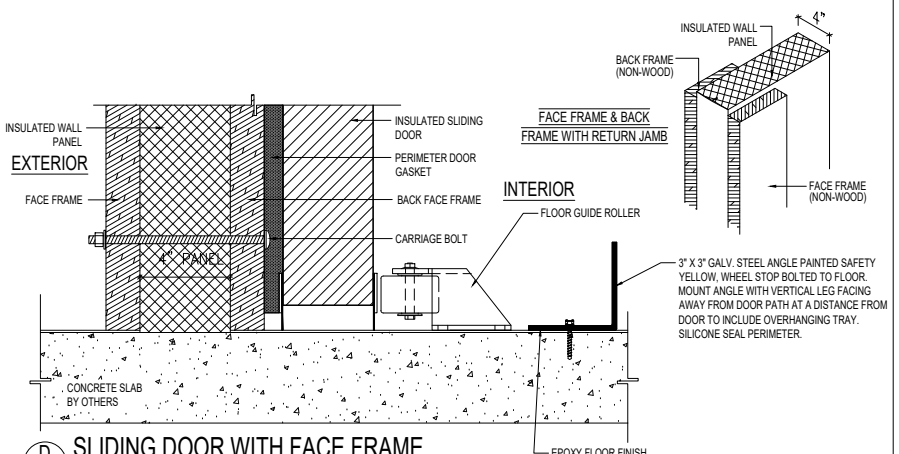 4"
INSULATED WALL
PANEL
BACK FRAME
(NON-WOOD)
FACE FRAME & BACK
FRAME WITH RETURN JAMB
FACE FRAME
(NON-WOOD)
INSULATED WALL
PANEL
EXTERIOR
FACE FRAME
INSULATED SLIDING
DOOR
PERIMETER DOOR
GASKET
BACK FACE FRAME
INTERIOR
FLOOR GUIDE ROLLER
CARRIAGE BOLT
4" PANEL
3" X 3" GALV. STEEL ANGLE PAINTED SAFETY
YELLOW, WHEEL STOP BOLTED TO FLOOR.
MOUNT ANGLE WITH VERTICAL LEG FACING
AWAY FROM DOOR PATH AT A DISTANCE FROM
DOOR TO INCLUDE OVERHANGING TRAY.
SILICONE SEAL PERIMETER.
CONCRETE SLAB
BY OTHERS
SLIDING DOOR WITH FACE FRAME
EPOXY FLOOR FINISH